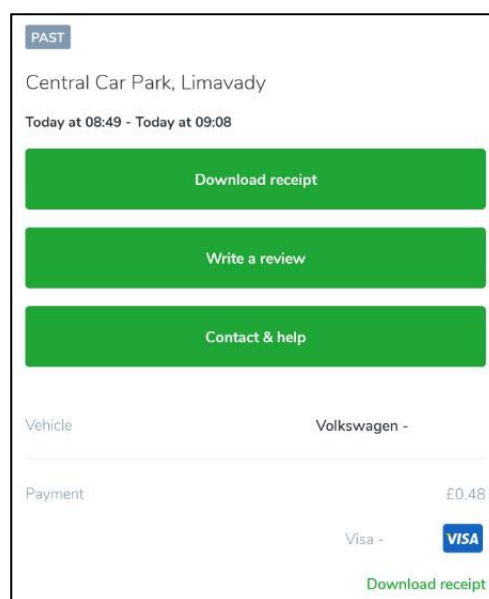 PAST
Central Car Park, Limavady
Today at 08:49 - Today at 09:08
Download receipt
Write a review
Contact & help
Vehicle Volkswagen -
Payment £0.48
Visa - VISA
Download receipt